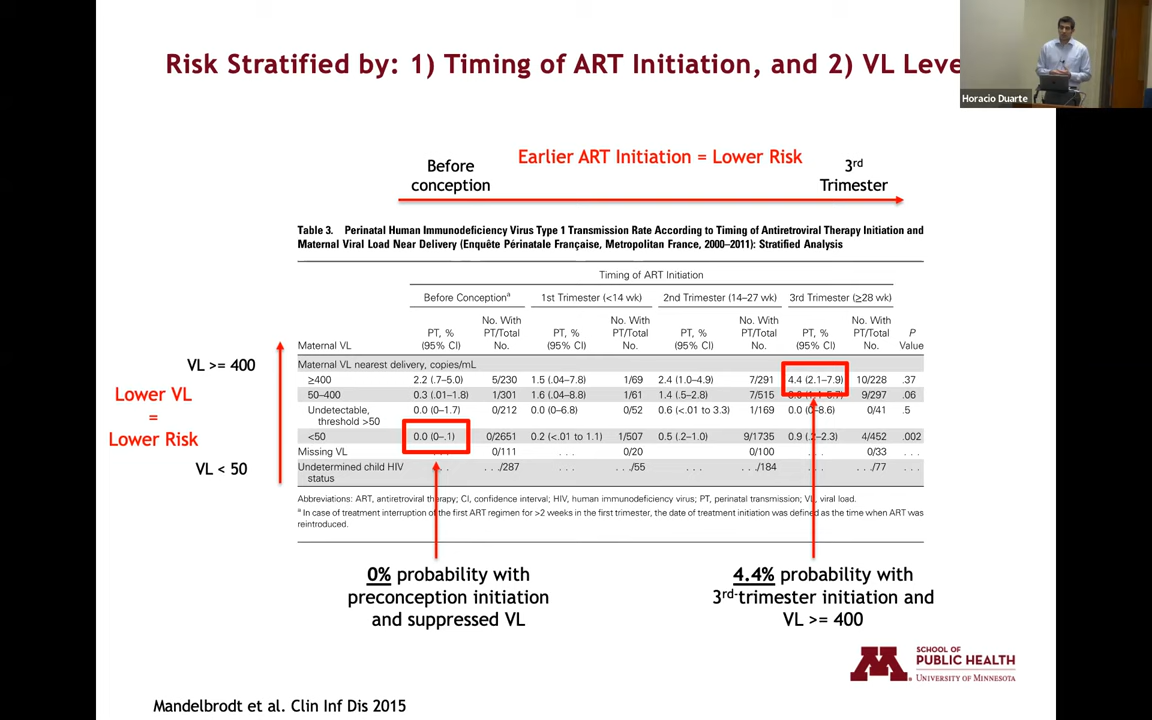 Risk Stratified by: 1) Timing of ART Initiation, and 2) VL Leve
Horacio Duarte
Before
conception
Earlier ART Initiation = Lower Risk
3rd
Trimester
Table 3. Perinatal Human Immunodeficiency Virus Type 1 Transmission Rate According to Timing of Antiretroviral Therapy Initiation and
Maternal Viral Load Near Delivery (Enquête Périnatale Française, Metropolitan France, 2000–2011): Stratified Analysis
Timing of ART Initiation
Before Conceptionª 1st Trimester (<14 wk) 2nd Trimester (14–27 wk) 3rd Trimester (≥28 wk)
No. With No. With No. With No. With
PT, % PT/Total PT, % PT/Total PT, % PT/Total PT, % PT/Total P
Maternal VL (95% CI) No. (95% CI) No. (95% CI) No. (95% CI) No. Value
Maternal VL nearest delivery, copies/mL
≥400 2.2 (.7–5.0) 5/230 1.5 (.04–7.8) 1/69 2.4 (1.0–4.9) 7/291 4.4 (2.1–7.9) 10/228 .37
50–400 0.3 (.01–1.8) 1/301 1.6 (.04–8.8) 1/61 1.4 (.5–2.8) 7/515 9/297 .06
Undetectable, 0.0 (0–1.7) 0/212 0.0 (0–6.8) 0/52 0.6 (<.01 to 3.3) 1/169 0.0 (0–8.6) 0/41 .5
threshold >50
<50 0.0 (0–.1) 0/2651 0.2 (<.01 to 1.1) 1/507 0.5 (.2–1.0) 9/1735 0.9 (.2–2.3) 4/452 .002
Missing VL . . . 0/111 . . . 0/20 . . . 0/100 . . . 0/33 . . .
Undetermined child HIV . . . . . ./287 . . . . . ./55 . . . . . ./184 . . . . . ./77 . . .
status
Abbreviations: ART, antiretroviral therapy; CI, confidence interval; HIV, human immunodeficiency virus; PT, perinatal transmission; VL, viral load.
ª In case of treatment interruption of the first ART regimen for >2 weeks in the first trimester, the date of treatment initiation was defined as the time when ART was
reintroduced.
VL >= 400
Lower VL
=
Lower Risk
VL < 50
0% probability with
preconception initiation
and suppressed VL
4.4% probability with
3rd-trimester initiation and
VL >= 400
M
SCHOOL OF
PUBLIC HEALTH
UNIVERSITY OF MINNESOTA
Mandelbrodt et al. Clin Inf Dis 2015